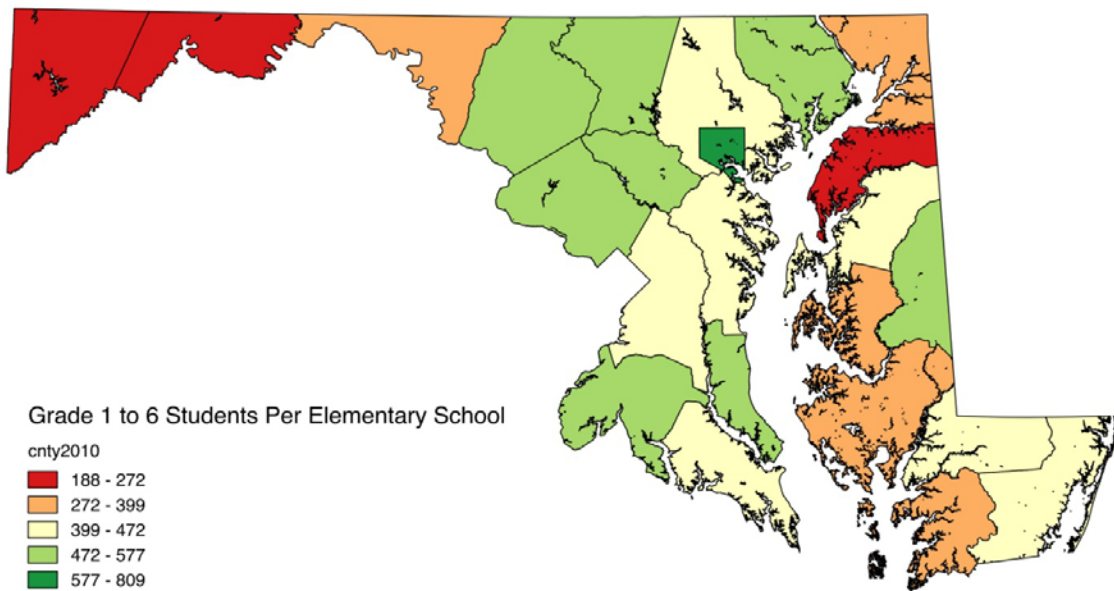 Grade 1 to 6 Students Per Elementary School
cnty2010
188 - 272
272 - 399
399 - 472
472 - 577
577 - 809